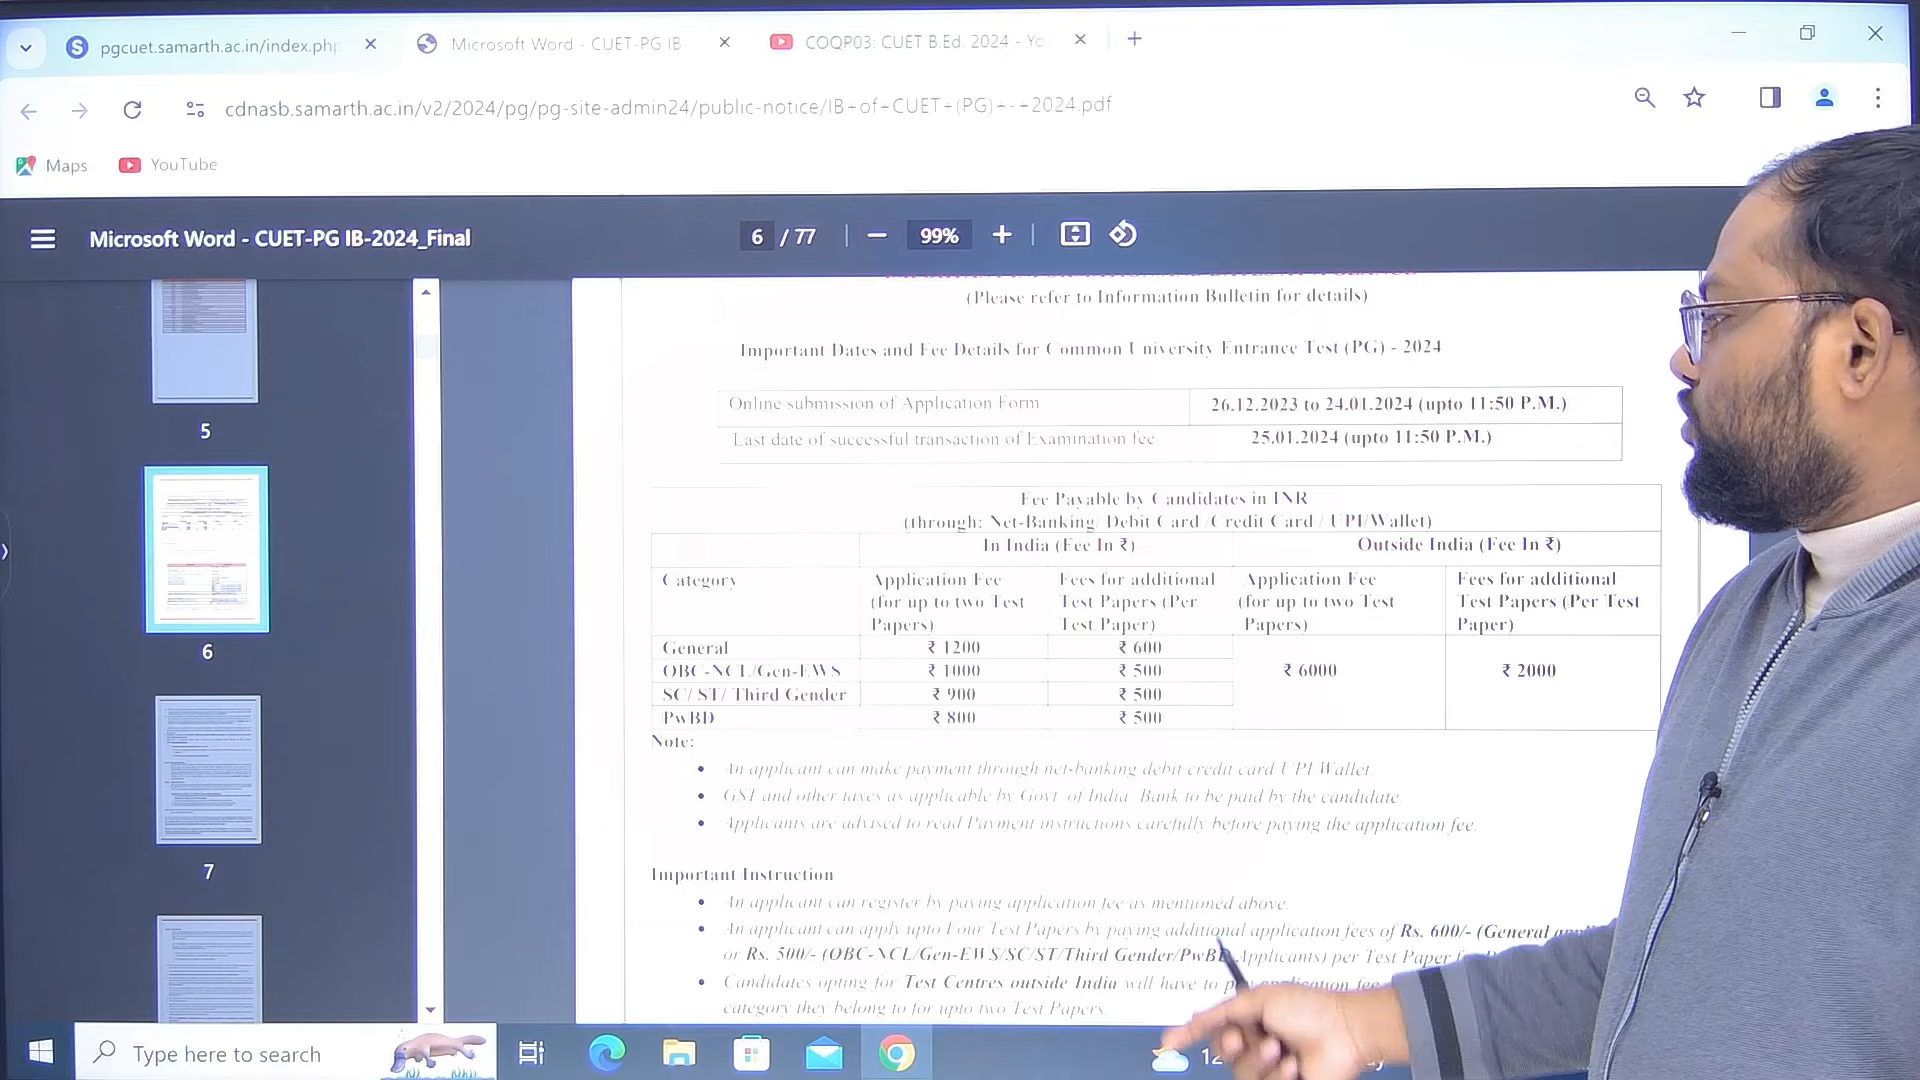 pgcuet.samarth.ac.in/index.php
Microsoft Word - CUET-PG IB
COQP03: CUET B.Ed. 2024 - Yo
cdnasb.samarth.ac.in/v2/2024/pg/pg-site-admin24/public-notice/IB+of+CUET+(PG)+-+2024.pdf
Maps
YouTube
Microsoft Word - CUET-PG IB-2024_Final
6 / 77
99%
(Please refer to Information Bulletin for details)
Important Dates and Fee Details for Common University Entrance Test (PG) - 2024
Online submission of Application Form 26.12.2023 to 24.01.2024 (upto 11:50 P.M.)
Last date of successful transaction of Examination fee 25.01.2024 (upto 11:50 P.M.)
Fee Payable by Candidates in INR
(through: Net-Banking/ Debit Card /Credit Card / UPI/Wallet)
In India (Fee In ₹) Outside India (Fee In ₹)
Category Application Fee Fees for additional Application Fee Fees for additional
(for up to two Test Test Papers (Per (for up to two Test Test Papers (Per Test
Papers) Test Paper) Papers) Paper)
General ₹ 1200 ₹ 600
OBC-NCL/Gen-EWS ₹ 1000 ₹ 500 ₹ 6000 ₹ 2000
SC/ ST/ Third Gender ₹ 900 ₹ 500
PwBD ₹ 800 ₹ 500
Note:
• An applicant can make payment through net-banking debit credit card UPI Wallet
• GST and other taxes as applicable by Govt. of India Bank to be paid by the candidate.
• Applicants are advised to read Payment instructions carefully before paying the application fee.
Important Instruction
• An applicant can register by paying application fee as mentioned above.
• An applicant can apply upto Four Test Papers by paying additional application fees of Rs. 600/- (General
or Rs. 500/- (OBC-NCL/Gen-EWS/SC/ST/Third Gender/PwBD Applicants) per Test Paper
• Candidates opting for Test Centres outside India will have to pay application fee
category they belong to for upto two Test Papers.
5
6
7
Type here to search